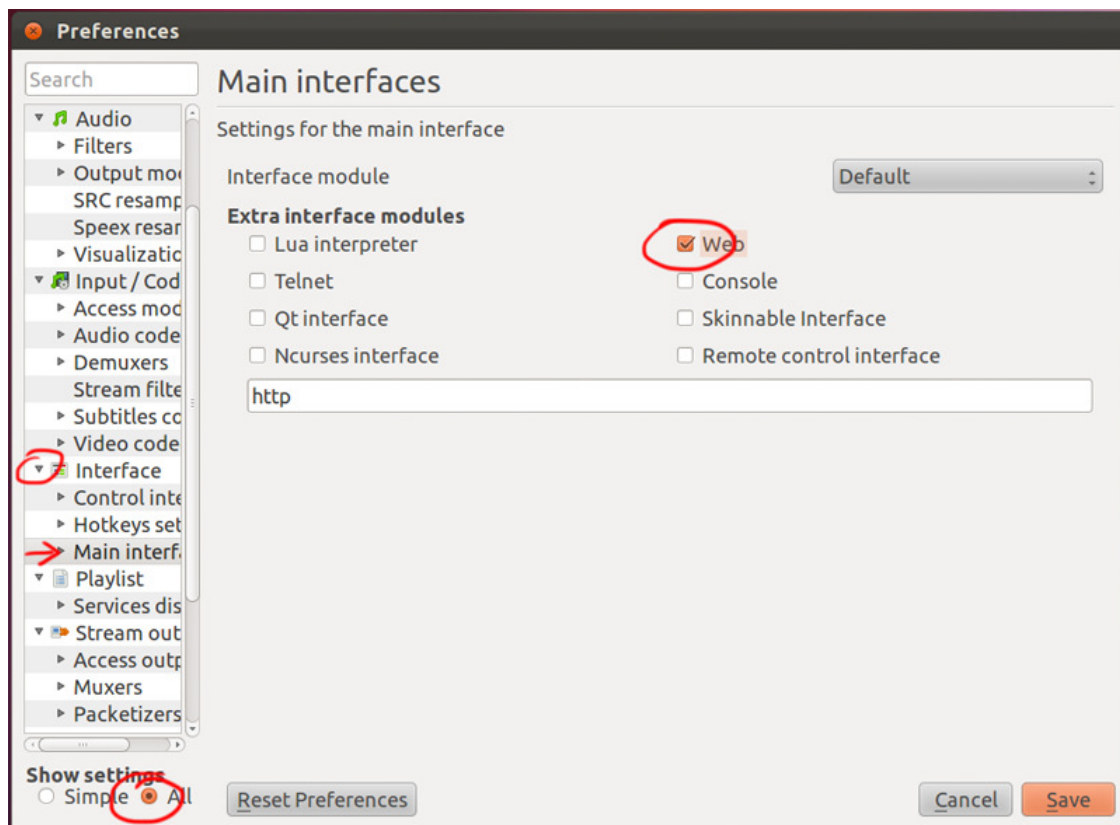 Preferences
Search
Audio
Filters
Output mo
SRC resamp
Speex resar
Visualizatio
Input / Cod
Access mod
Audio code
Demuxers
Stream filte
Subtitles co
Video code
Interface
Control inte
Hotkeys set
Main interfa
Playlist
Services dis
Stream out
Access outp
Muxers
Packetizers
Show settings
Simple All
Main interfaces
Settings for the main interface
Interface module Default
Extra interface modules
Lua interpreter Web
Telnet Console
Qt interface Skinnable Interface
Ncurses interface Remote control interface
http
Reset Preferences Cancel Save